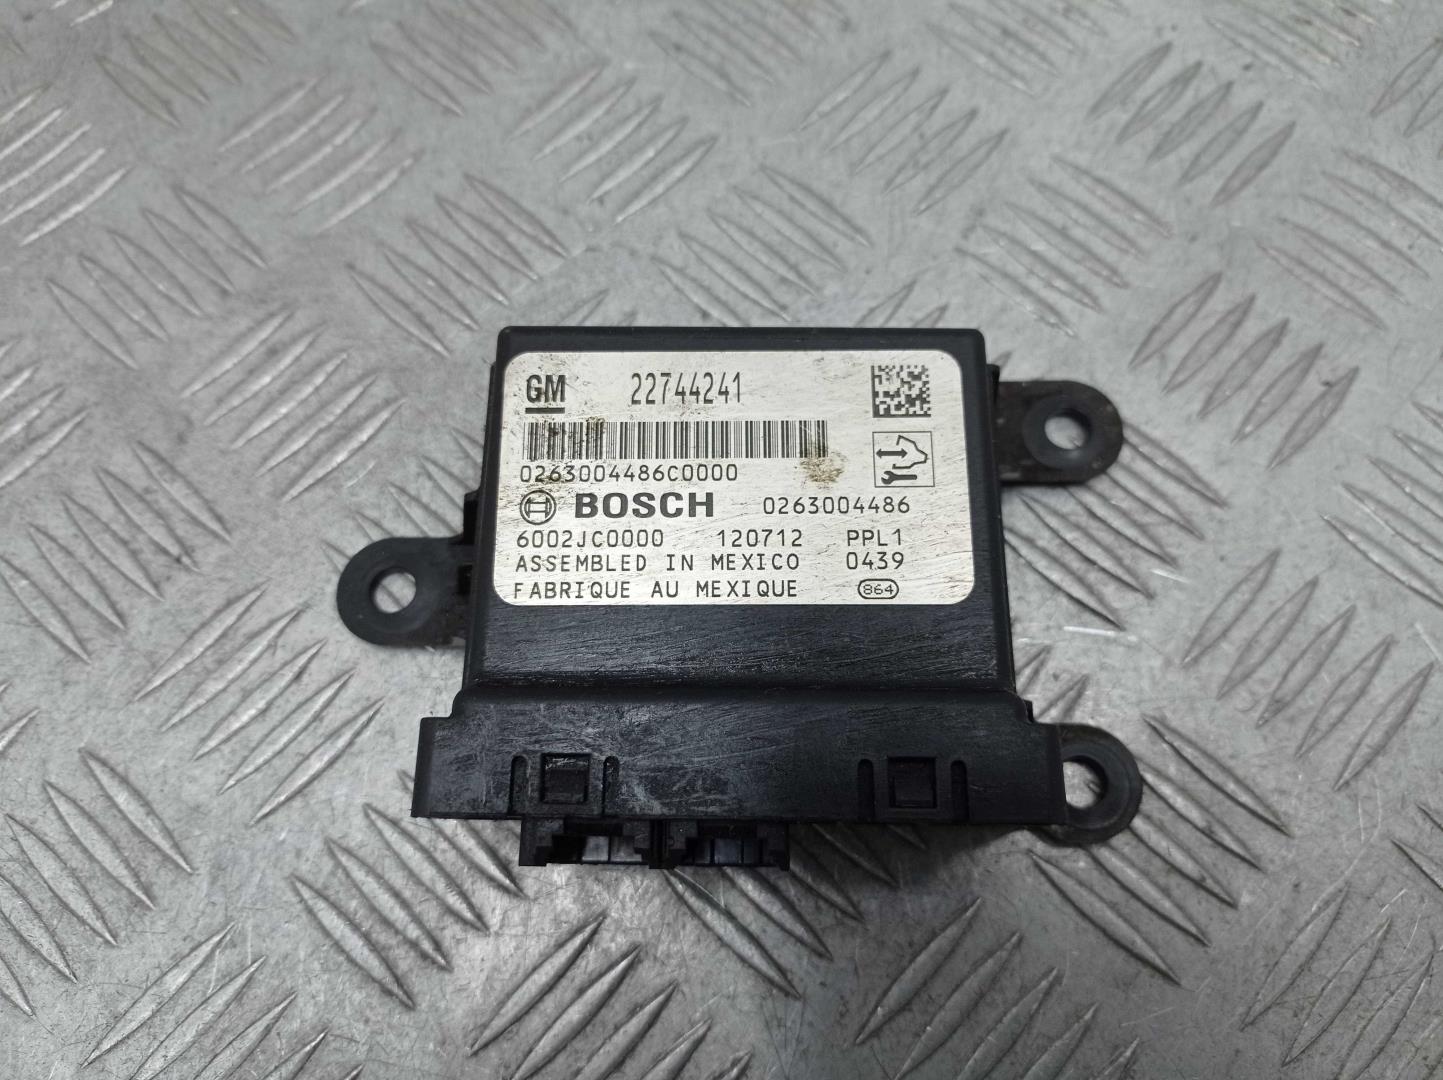 GM 22744241
0263004486C0000
BOSCH 0263004486
6002JC0000 120712 PPL1
ASSEMBLED IN MEXICO 0439
FABRIQUE AU MEXIQUE 864